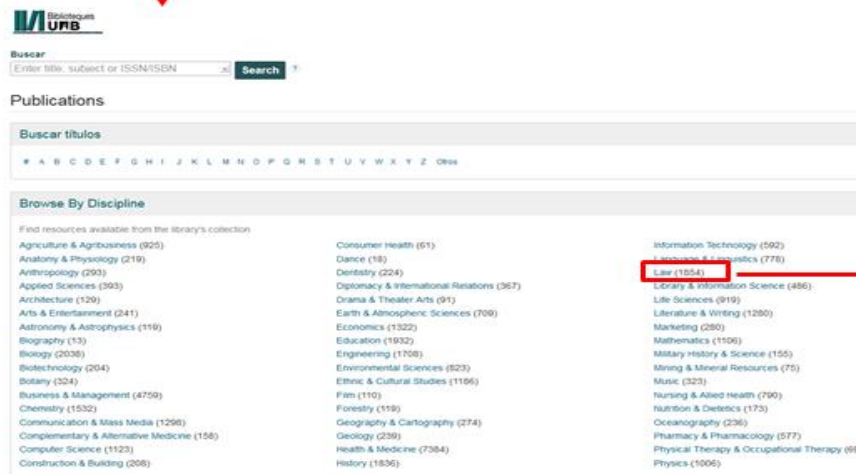 Biblioteques
UAB
Buscar
Enter title, subject or ISSN/ISBN
Search
Publications
Buscar títulos
# A B C D E F G H I J K L M N O P Q R S T U V W X Y Z Otros
Browse By Discipline
Find resources available from the library's collection
Agriculture & Agribusiness (925)
Anatomy & Physiology (219)
Anthropology (293)
Applied Sciences (393)
Architecture (129)
Arts & Entertainment (241)
Astronomy & Astrophysics (119)
Biography (13)
Biology (2038)
Biotechnology (204)
Botany (324)
Business & Management (4759)
Chemistry (1532)
Communication & Mass Media (1298)
Complementary & Alternative Medicine (158)
Computer Science (1123)
Construction & Building (208)
Consumer Health (61)
Dance (18)
Dentistry (224)
Diplomacy & International Relations (367)
Drama & Theater Arts (91)
Earth & Atmospheric Sciences (709)
Economics (1322)
Education (1932)
Engineering (1708)
Environmental Sciences (823)
Ethnic & Cultural Studies (1186)
Film (110)
Forestry (119)
Geography & Cartography (274)
Geology (239)
Health & Medicine (7384)
History (1836)
Information Technology (592)
Language & Linguistics (778)
Law (1854)
Library & Information Science (486)
Life Sciences (919)
Literature & Writing (1280)
Marketing (280)
Mathematics (1106)
Military History & Science (155)
Mining & Mineral Resources (75)
Music (323)
Nursing & Allied Health (790)
Nutrition & Dietetics (173)
Oceanography (236)
Pharmacy & Pharmacology (577)
Physical Therapy & Occupational Therapy
Physics (1006)